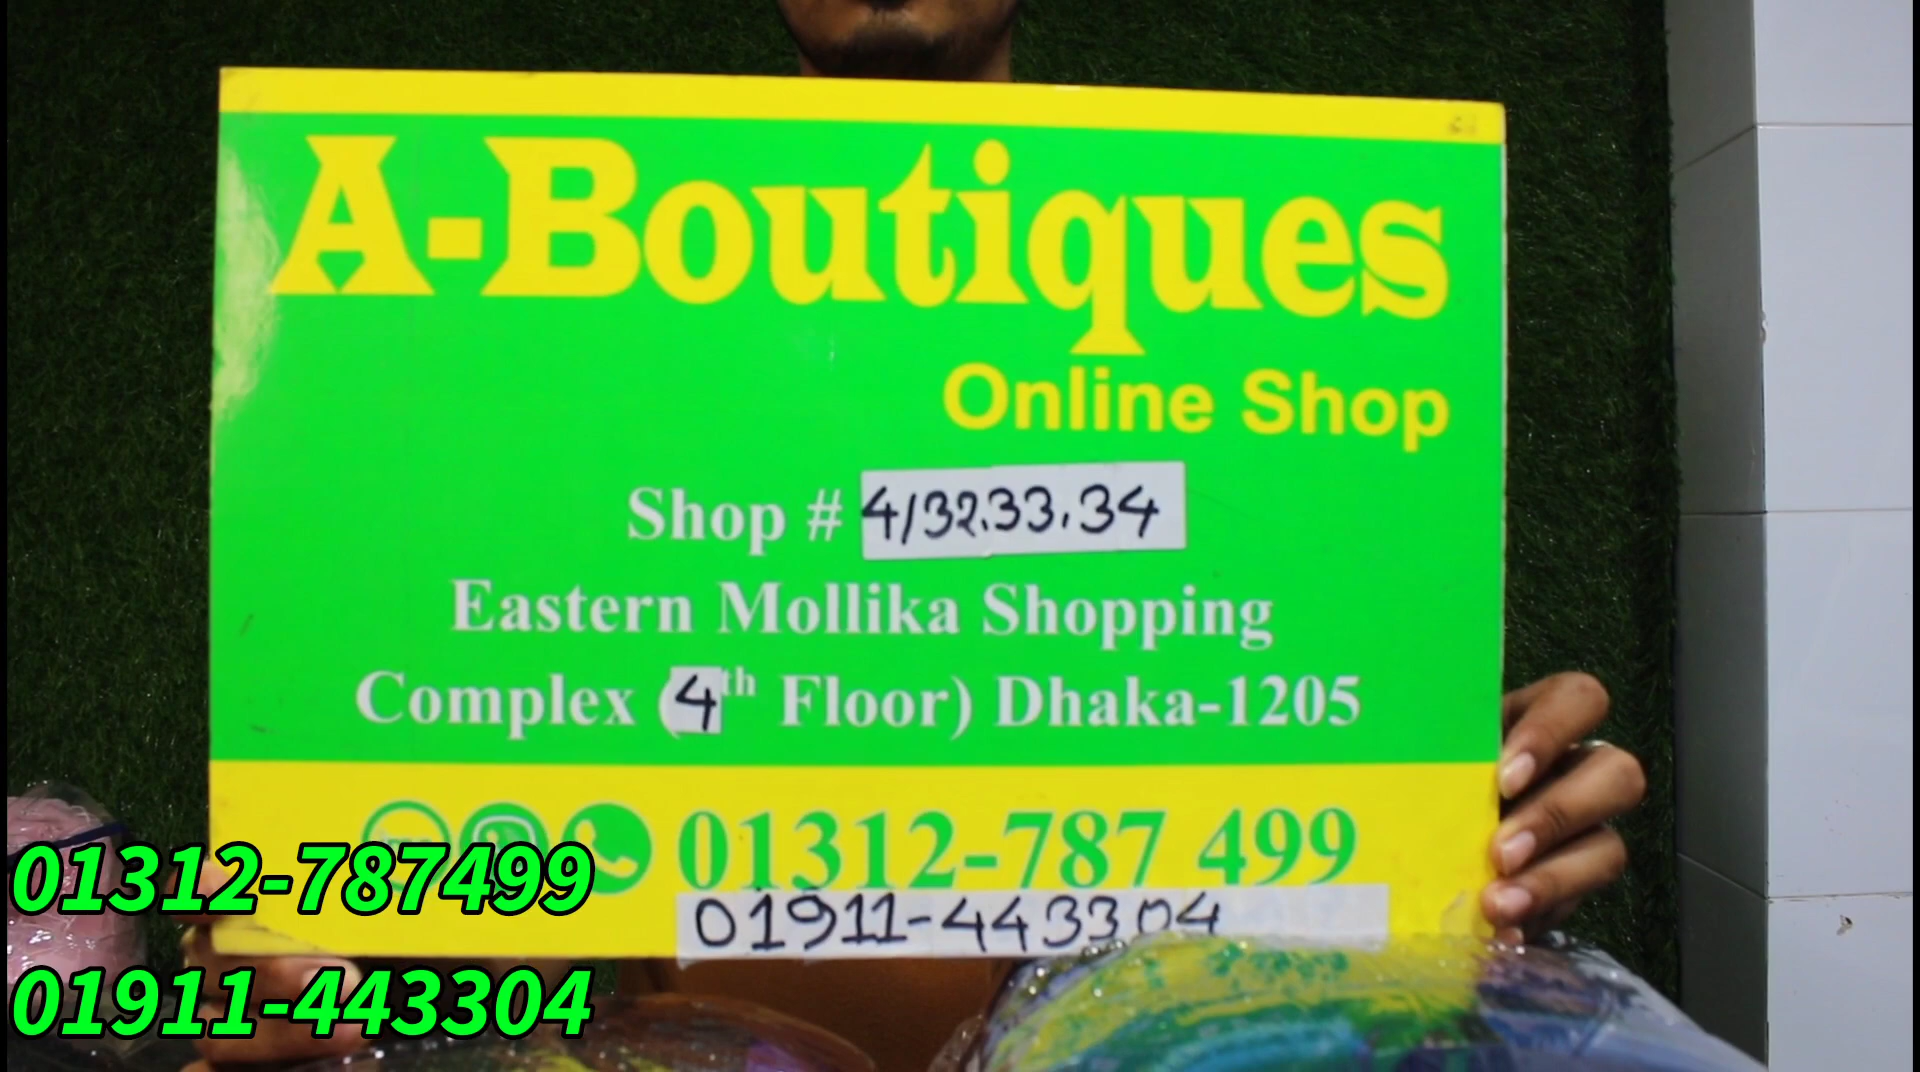 A-Boutiques
Online Shop
Shop # 4/32.33.34
Eastern Mollika Shopping
Complex (4th Floor) Dhaka-1205
01312-787 499
01911-443304
01312-787499
01911-443304